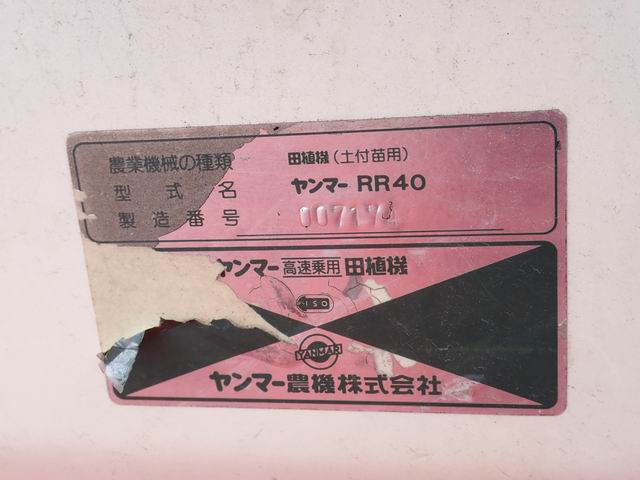 農業機械の種類 田植機(土付苗用)
型式名 ヤンマー RR40
製造番号 00717
ヤンマー高速乗用田植機
ISO
YANMAR
ヤンマー農機株式会社